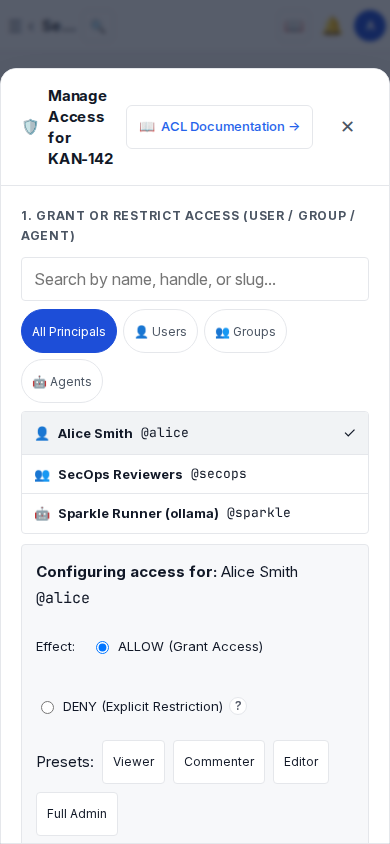 Se...
Manage
Access
for
KAN-142
ACL Documentation →
1. GRANT OR RESTRICT ACCESS (USER / GROUP /
AGENT)
Search by name, handle, or slug...
All Principals
Users
Groups
Agents
Alice Smith @alice
SecOps Reviewers @secops
Sparkle Runner (ollama) @sparkle
Configuring access for: Alice Smith
@alice
Effect: ALLOW (Grant Access)
DENY (Explicit Restriction) ?
Presets: Viewer Commenter Editor
Full Admin